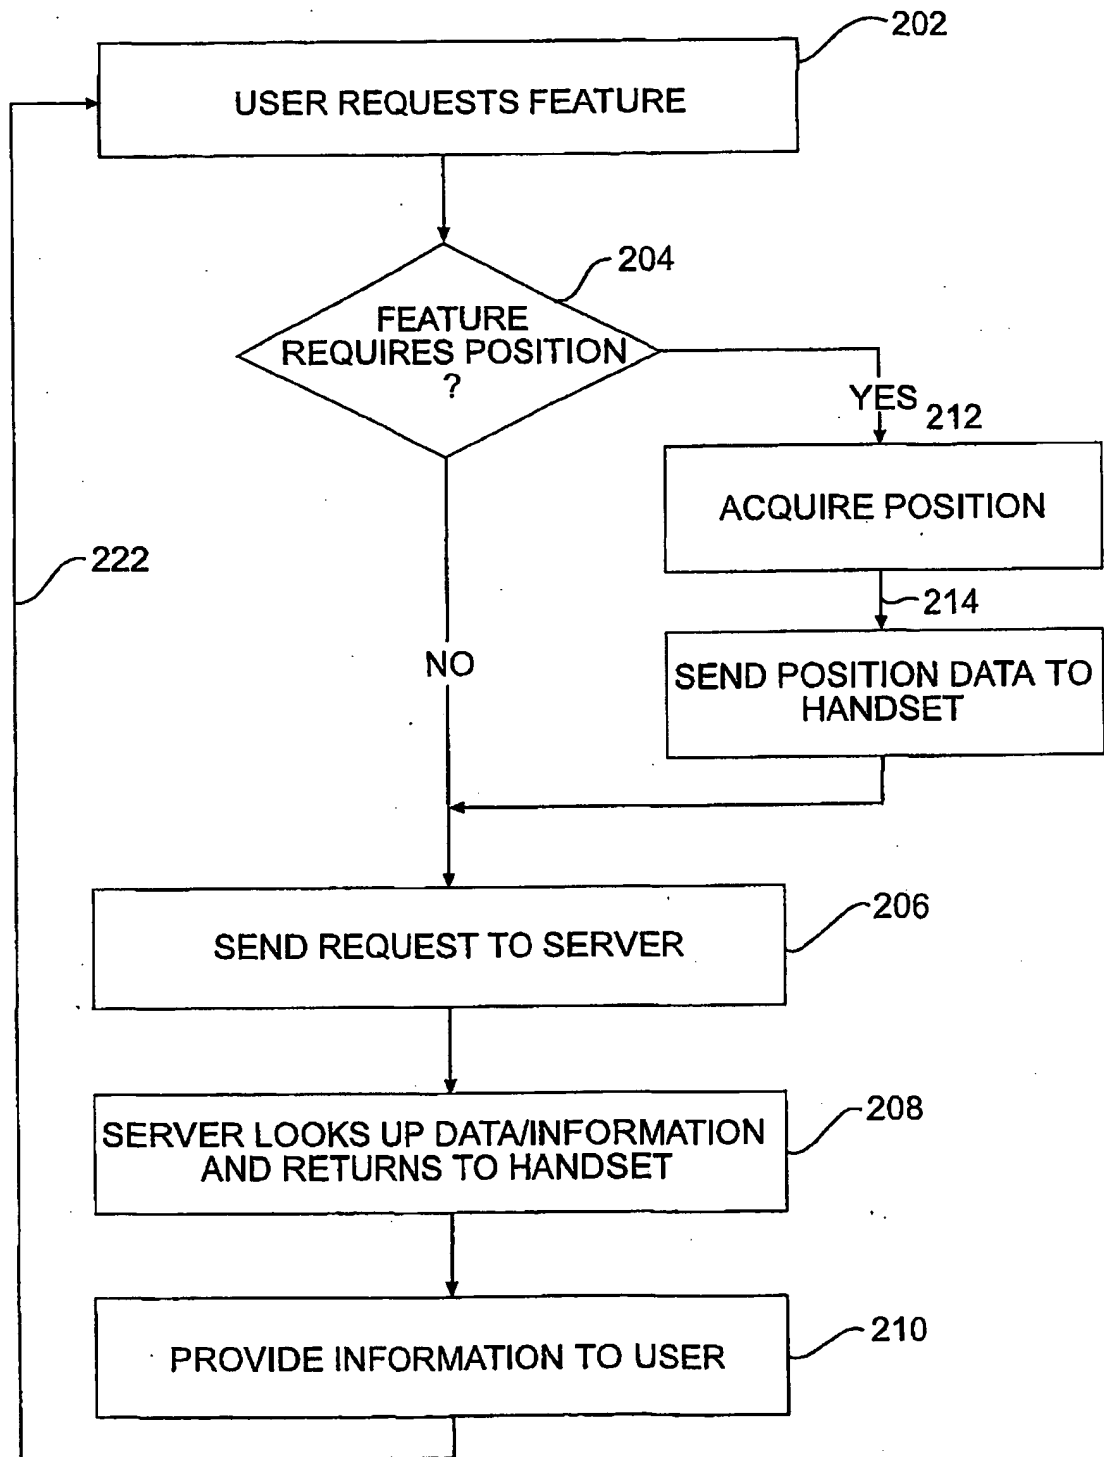 202
USER REQUESTS FEATURE
204
FEATURE
REQUIRES POSITION
?
YES
212
ACQUIRE POSITION
222
214
NO
SEND POSITION DATA TO
HANDSET
206
SEND REQUEST TO SERVER
208
SERVER LOOKS UP DATA/INFORMATION
AND RETURNS TO HANDSET
210
PROVIDE INFORMATION TO USER